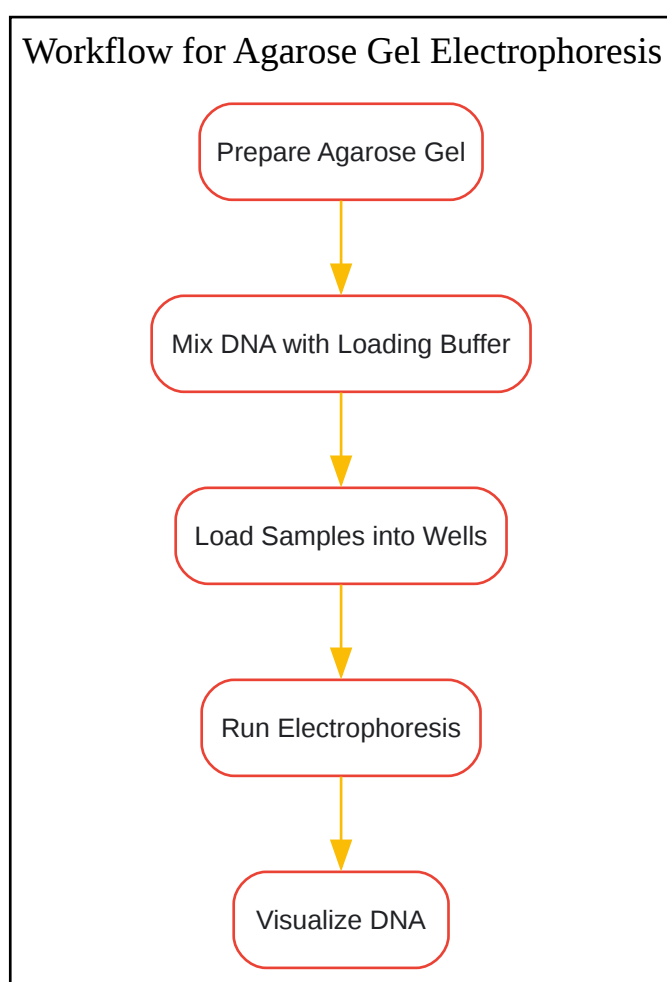 Workflow for Agarose Gel Electrophoresis
Prepare Agarose Gel
Mix DNA with Loading Buffer
Load Samples into Wells
Run Electrophoresis
Visualize DNA